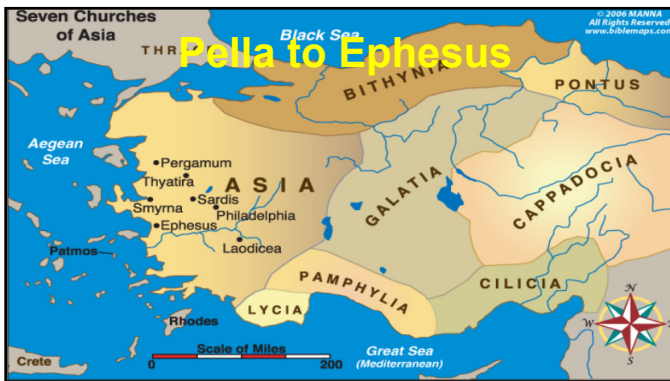 Seven Churches
of Asia
© 2006 MANNA
All Rights Reserved
www.biblemaps.com
Black Sea
Pella to Ephesus
BITHYNIA
PONTUS
Aegean
Sea
Pergamum
Thyatira
ASIA
Sardis
Smyrna
Philadelphia
Ephesus
Laodicea
GALATIA
CAPPADOCIA
Patmos
PAMPHYLIA
CILICIA
LYCIA
Rhodes
N
W
S
Scale of Miles
0
200
Great Sea
(Mediterranean)
Crete